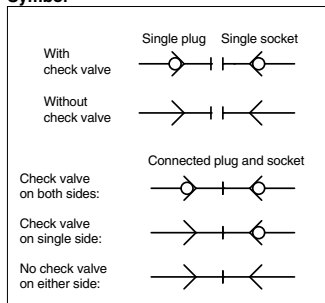 Symbol
Single plug Single socket
With
check valve
Without
check valve
Connected plug and socket
Check valve
on both sides:
Check valve
on single side:
No check valve
on either side: